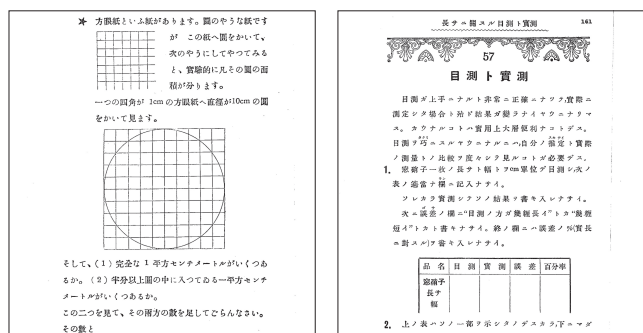 ★ 方眼紙といふ紙があります。圖のやうな紙です
が この紙へ圓をかいて、
次のやうにしてやつてみる
と、實驗的に凡その圓の面
積が分ります。
一つの四角が 1cm の方眼紙へ直徑が10cm の圓
をかいて見ます。
そして、(1) 完全な 1 平方センチメートルがいくつあ
るか。(2) 半分以上圓の中に入つてゐる一平方センチ
メートルがいくつあるか。
この二つを見て、その兩方の數を足してごらんなさい。
その數と
長サニ關スル目測ト實測 161
57
目測ト實測
目測ガ上手ニナルト非常ニ正確ニナツテ,實際ニ
測定シタ場合ト殆ド結果ガ變ラナイヤウニナリマ
ス。カウナルコトハ實用上大層便利ナコトデス。
目測ヲ巧ニスルヤウニナルニハ,自分ノ推定ト實際
ノ測量トノ比較ヲ度々シテ見ルコトガ必要デス。
1. 窓硝子一枚ノ長サト幅トヲcm單位デ目測シ,次ノ
表ノ適當ナ欄ニ記入ナサイ。
ソレカラ實測シテソノ結果ヲ書キ入レナサイ。
次ニ誤差ノ欄ニ"目測ノ方ガ幾糎長イ"トカ"幾糎
短イ"トカト書キナサイ。終ノ欄ニハ誤差ノ%(實長
ニ對スル)ヲ書キ入レナサイ。
品名 目測 實測 誤差 百分率
窓硝子
長サ
幅
2. 上ノ表ハソノ一部ヲ示シタノデスカラ,下ニマダ